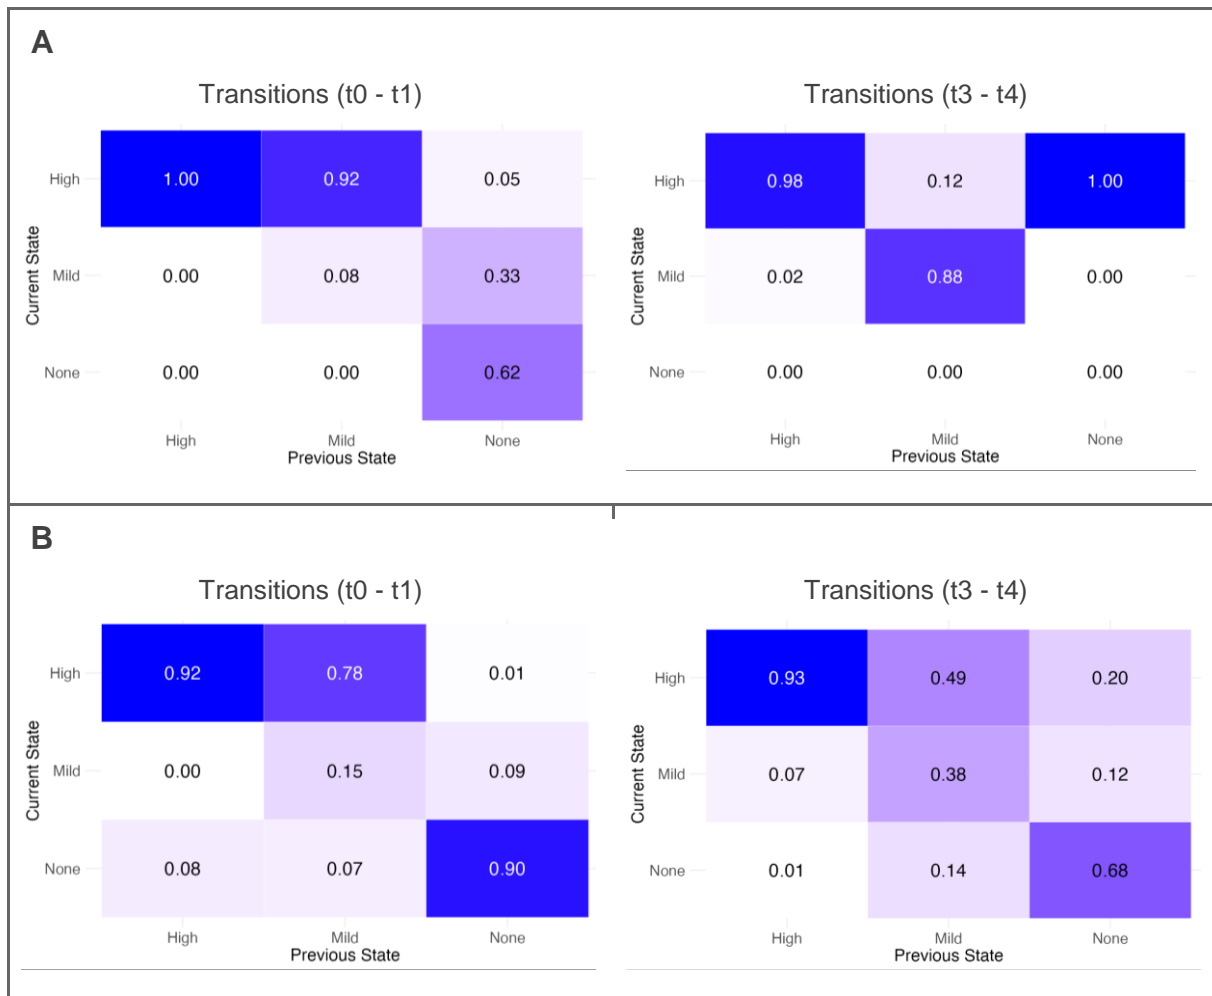 A
Transitions (t0 - t1)
High 1.00 0.92 0.05
Mild 0.00 0.08 0.33
None 0.00 0.00 0.62
High Mild None
Previous State
Current State
Transitions (t3 - t4)
High 0.98 0.12 1.00
Mild 0.02 0.88 0.00
None 0.00 0.00 0.00
High Mild None
Previous State
Current State
B
Transitions (t0 - t1)
High 0.92 0.78 0.01
Mild 0.00 0.15 0.09
None 0.08 0.07 0.90
High Mild None
Previous State
Current State
Transitions (t3 - t4)
High 0.93 0.49 0.20
Mild 0.07 0.38 0.12
None 0.01 0.14 0.68
High Mild None
Previous State
Current State